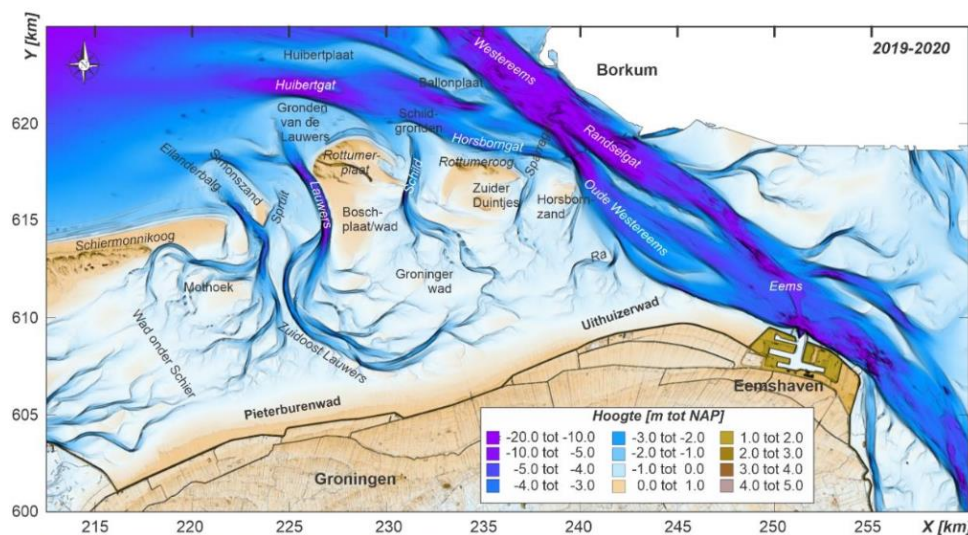 Y [km]
2019-2020
Westereems
Borkum
Huibertplaat
Huibertgat
Ballonplaat
Gronden
van de
Lauwers
Schild-
gronden
Randselgat
Horsborngat
Sparregat
Eilanderbalg
Simonszand
Rottumer-
plaat
Rottumeroog
Schild
Lauwers
Spruit
Zuider
Duintjes
Horsborn-
zand
Oude Westereems
Bosch-
plaat/wad
Schiermonnikoog
Groninger
wad
Ra
Mothoek
Eems
Uithuizerwad
Wad onder Schier
Zuidoost Lauwers
Eemshaven
Pieterburenwad
Groningen
620
615
610
605
600
Hoogte [m tot NAP]
-20.0 tot -10.0
-10.0 tot -5.0
-5.0 tot -4.0
-4.0 tot -3.0
-3.0 tot -2.0
-2.0 tot -1.0
-1.0 tot 0.0
0.0 tot 1.0
1.0 tot 2.0
2.0 tot 3.0
3.0 tot 4.0
4.0 tot 5.0
215 220 225 230 235 240 245 250 255 X [km]